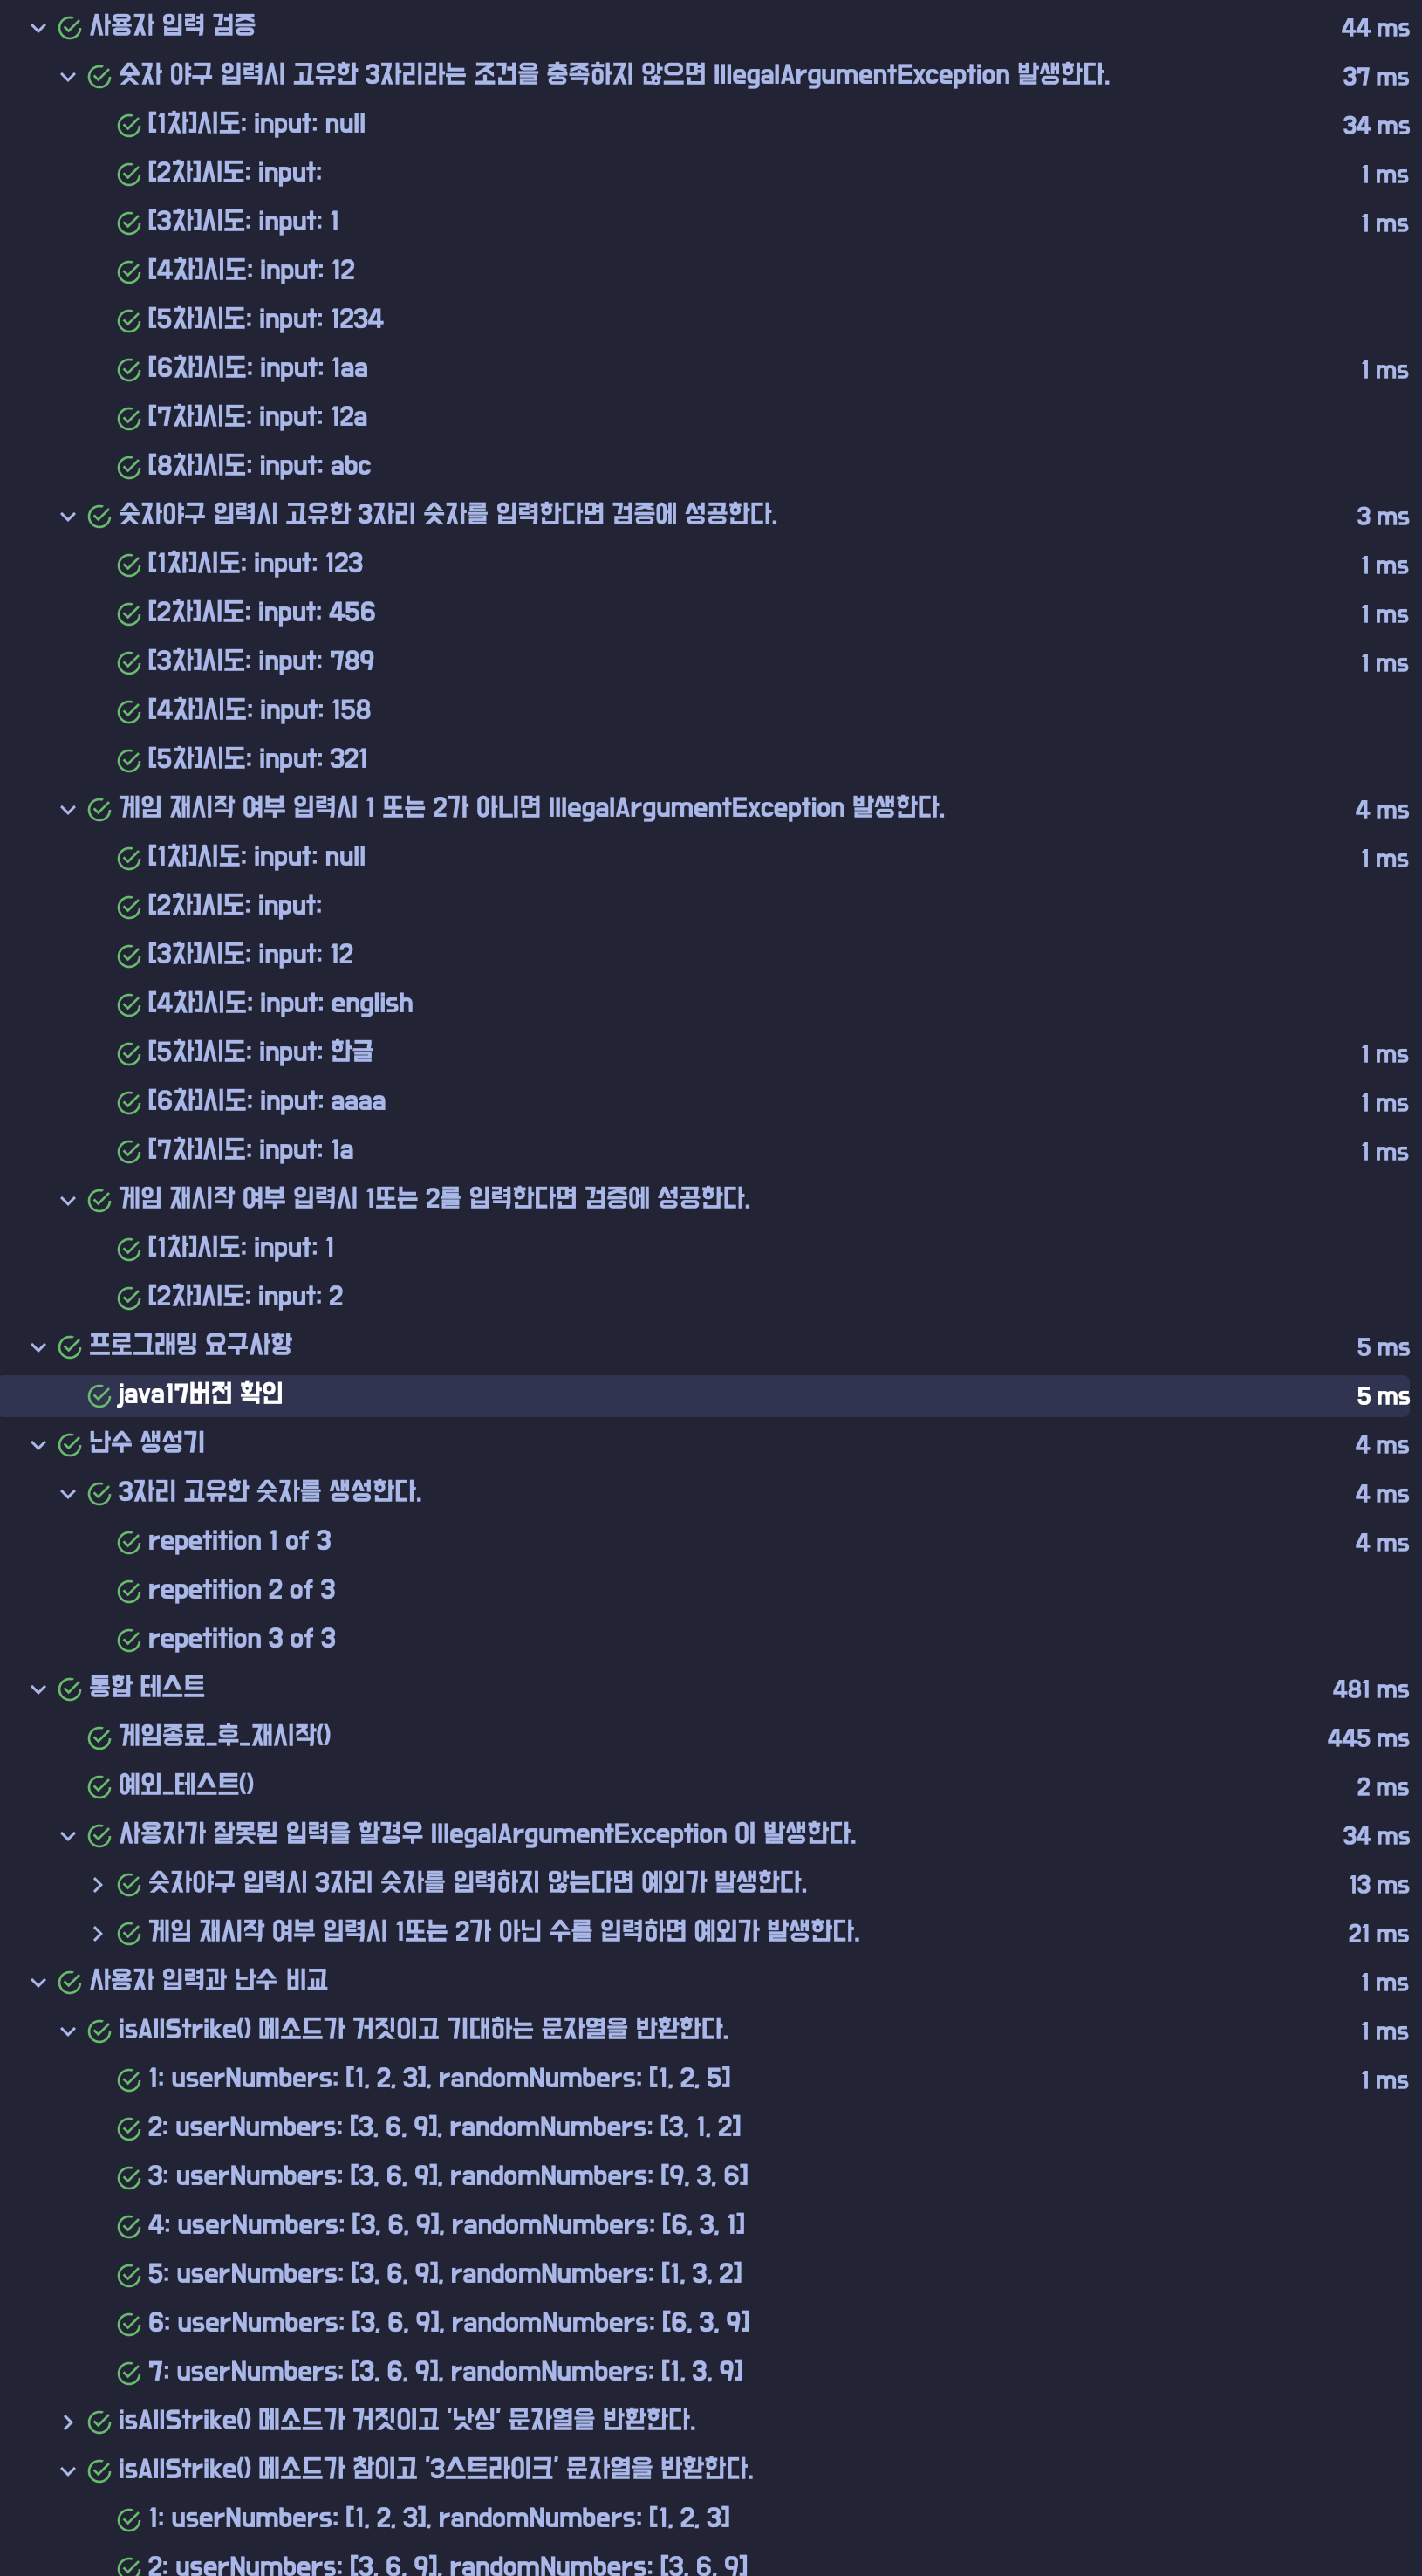 사용자 입력 검증 44 ms
숫자 야구 입력시 고유한 3자리라는 조건을 충족하지 않으면 IllegalArgumentException 발생한다. 37 ms
[1차]시도: input: null 34 ms
[2차]시도: input: 1 ms
[3차]시도: input: 1 1 ms
[4차]시도: input: 12
[5차]시도: input: 1234
[6차]시도: input: 1aa 1 ms
[7차]시도: input: 12a
[8차]시도: input: abc
숫자야구 입력시 고유한 3자리 숫자를 입력한다면 검증에 성공한다. 3 ms
[1차]시도: input: 123 1 ms
[2차]시도: input: 456 1 ms
[3차]시도: input: 789 1 ms
[4차]시도: input: 158
[5차]시도: input: 321
게임 재시작 여부 입력시 1 또는 2가 아니면 IllegalArgumentException 발생한다. 4 ms
[1차]시도: input: null 1 ms
[2차]시도: input:
[3차]시도: input: 12
[4차]시도: input: english
[5차]시도: input: 한글 1 ms
[6차]시도: input: aaaa 1 ms
[7차]시도: input: 1a 1 ms
게임 재시작 여부 입력시 1또는 2를 입력한다면 검증에 성공한다.
[1차]시도: input: 1
[2차]시도: input: 2
프로그래밍 요구사항 5 ms
java17버전 확인 5 ms
난수 생성기 4 ms
3자리 고유한 숫자를 생성한다. 4 ms
repetition 1 of 3 4 ms
repetition 2 of 3
repetition 3 of 3
통합 테스트 481 ms
게임종료_후_재시작() 445 ms
예외_테스트() 2 ms
사용자가 잘못된 입력을 할경우 IllegalArgumentException 이 발생한다. 34 ms
숫자야구 입력시 3자리 숫자를 입력하지 않는다면 예외가 발생한다. 13 ms
게임 재시작 여부 입력시 1또는 2가 아닌 수를 입력하면 예외가 발생한다. 21 ms
사용자 입력과 난수 비교 1 ms
isAllStrike() 메소드가 거짓이고 기대하는 문자열을 반환한다. 1 ms
1: userNumbers: [1, 2, 3], randomNumbers: [1, 2, 5] 1 ms
2: userNumbers: [3, 6, 9], randomNumbers: [3, 1, 2]
3: userNumbers: [3, 6, 9], randomNumbers: [9, 3, 6]
4: userNumbers: [3, 6, 9], randomNumbers: [6, 3, 1]
5: userNumbers: [3, 6, 9], randomNumbers: [1, 3, 2]
6: userNumbers: [3, 6, 9], randomNumbers: [6, 3, 9]
7: userNumbers: [3, 6, 9], randomNumbers: [1, 3, 9]
isAllStrike() 메소드가 거짓이고 '낫싱' 문자열을 반환한다.
isAllStrike() 메소드가 참이고 '3스트라이크' 문자열을 반환한다.
1: userNumbers: [1, 2, 3], randomNumbers: [1, 2, 3]
2: userNumbers: [3, 6, 9], randomNumbers: [3, 6, 9]